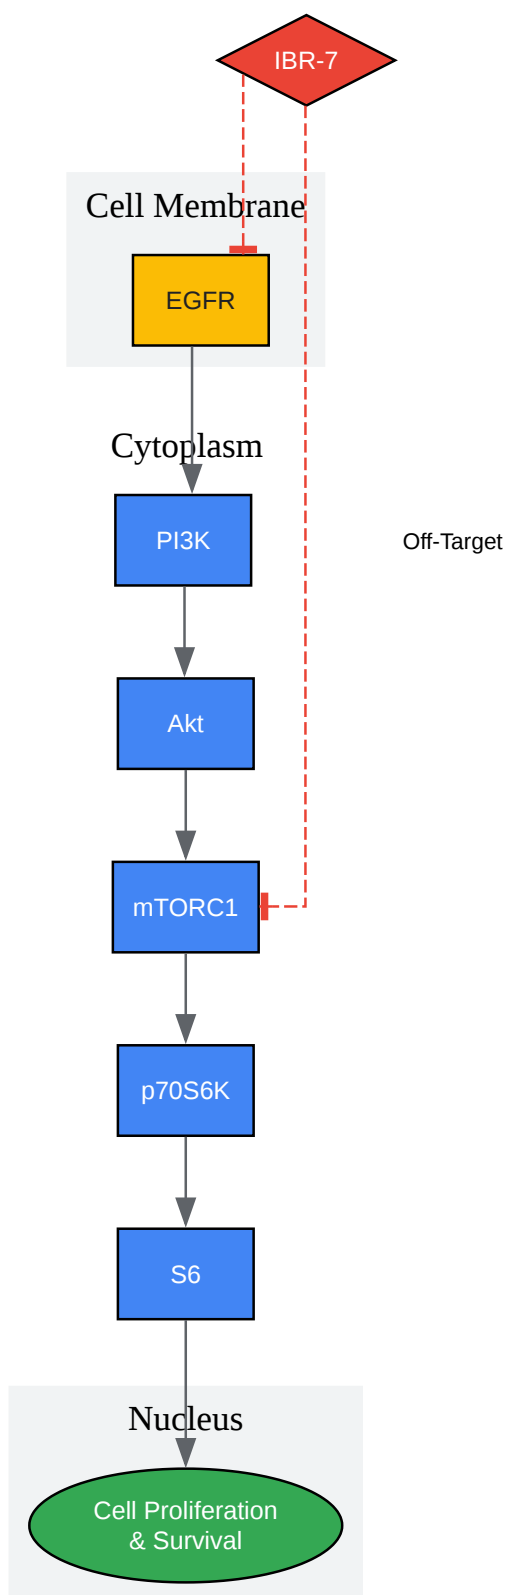 IBR-7
Cell Membrane
EGFR
Cytoplasm
PI3K
Off-Target
Akt
mTORC1
p70S6K
S6
Nucleus
Cell Proliferation
& Survival